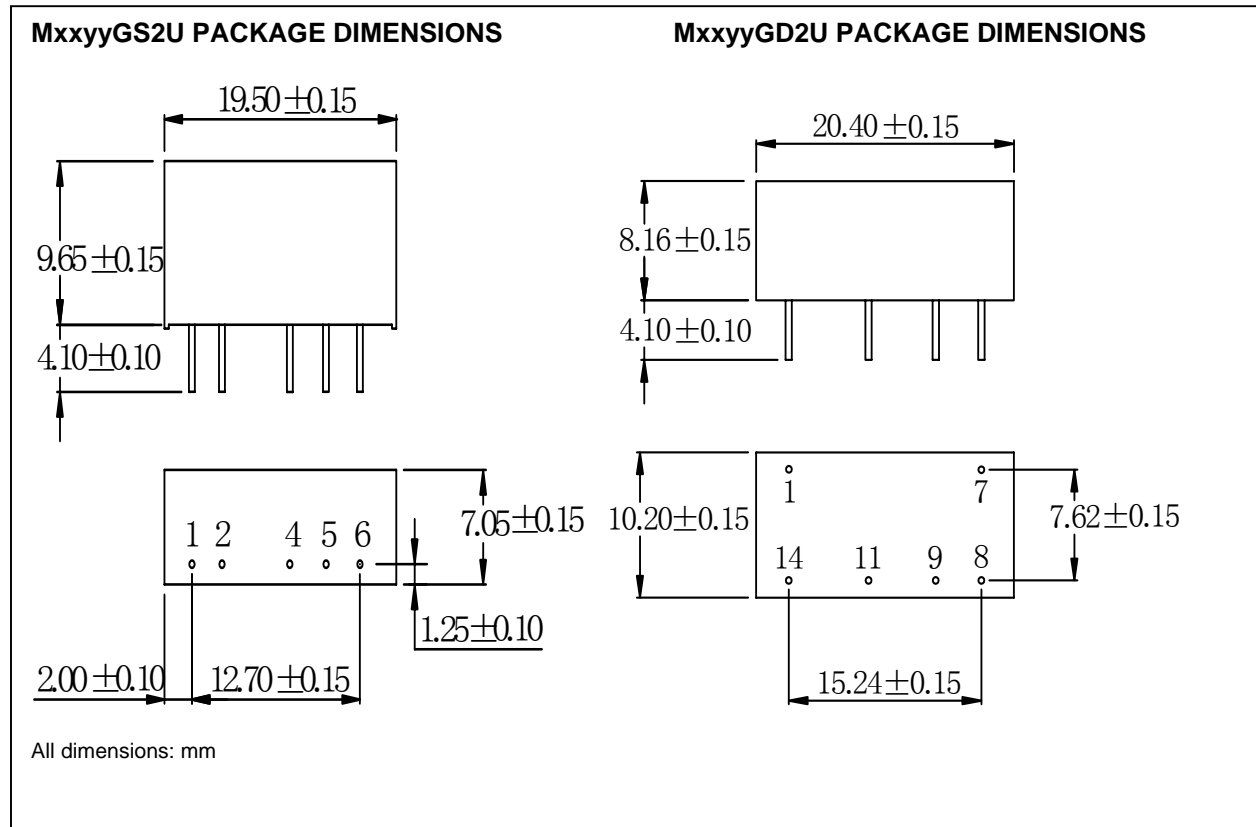 MxxyyGS2U PACKAGE DIMENSIONS
MxxyyGD2U PACKAGE DIMENSIONS
19.50±0.15
9.65±0.15
4.10±0.10
1 2 4 5 6
7.05±0.15
1.25±0.10
2.00±0.10
12.70±0.15
20.40±0.15
8.16±0.15
4.10±0.10
1 7
10.20±0.15
7.62±0.15
14 11 9 8
15.24±0.15
All dimensions: mm